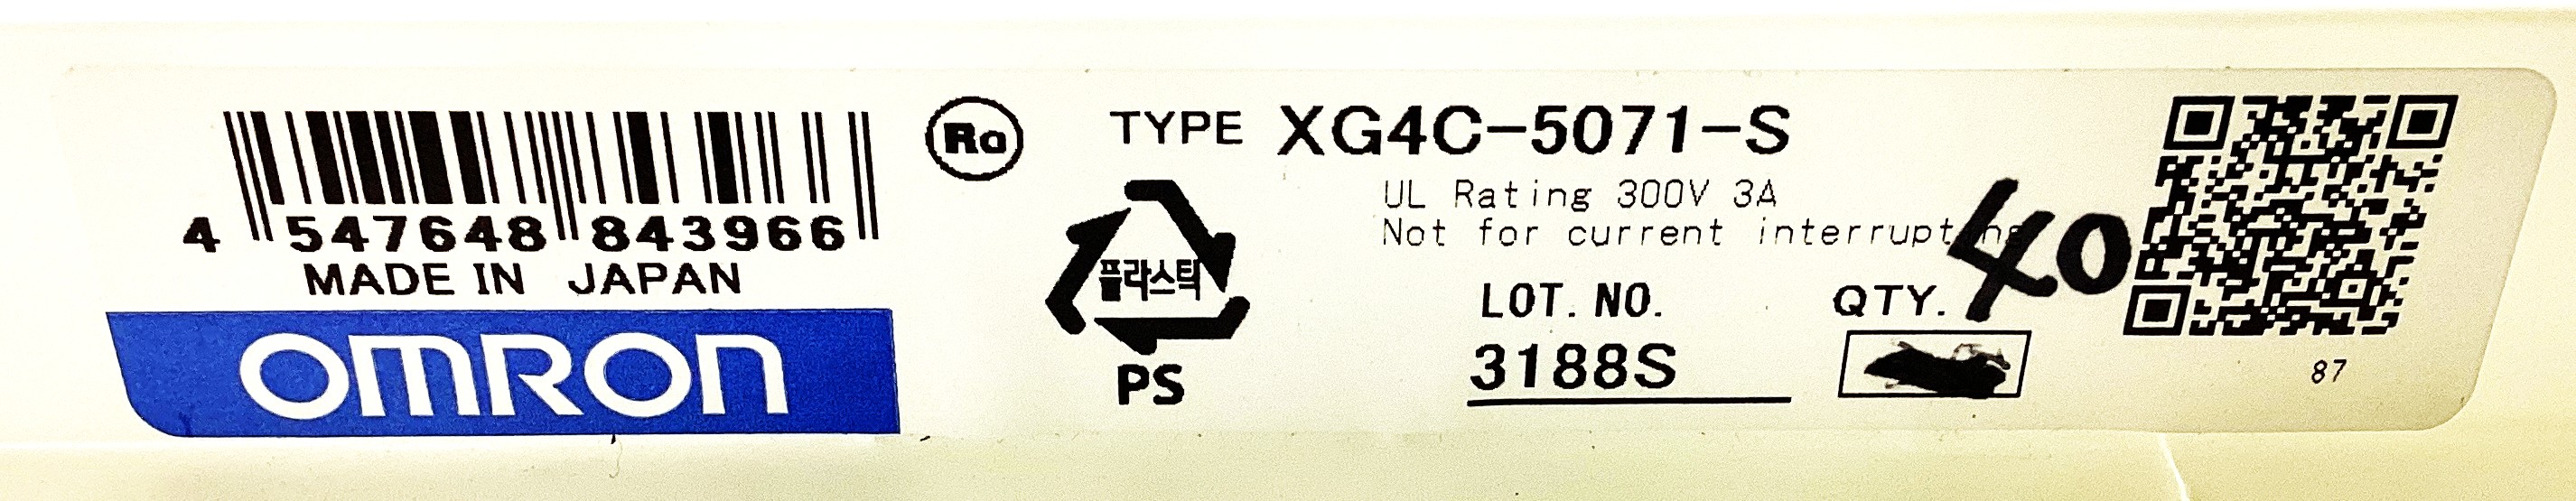 4 547648 843966
MADE IN JAPAN
OMRON
Ro
TYPE XG4C-5071-S
UL Rating 300V 3A
Not for current interrupting
플라스틱
PS
LOT. NO.
3188S
QTY.
40
87